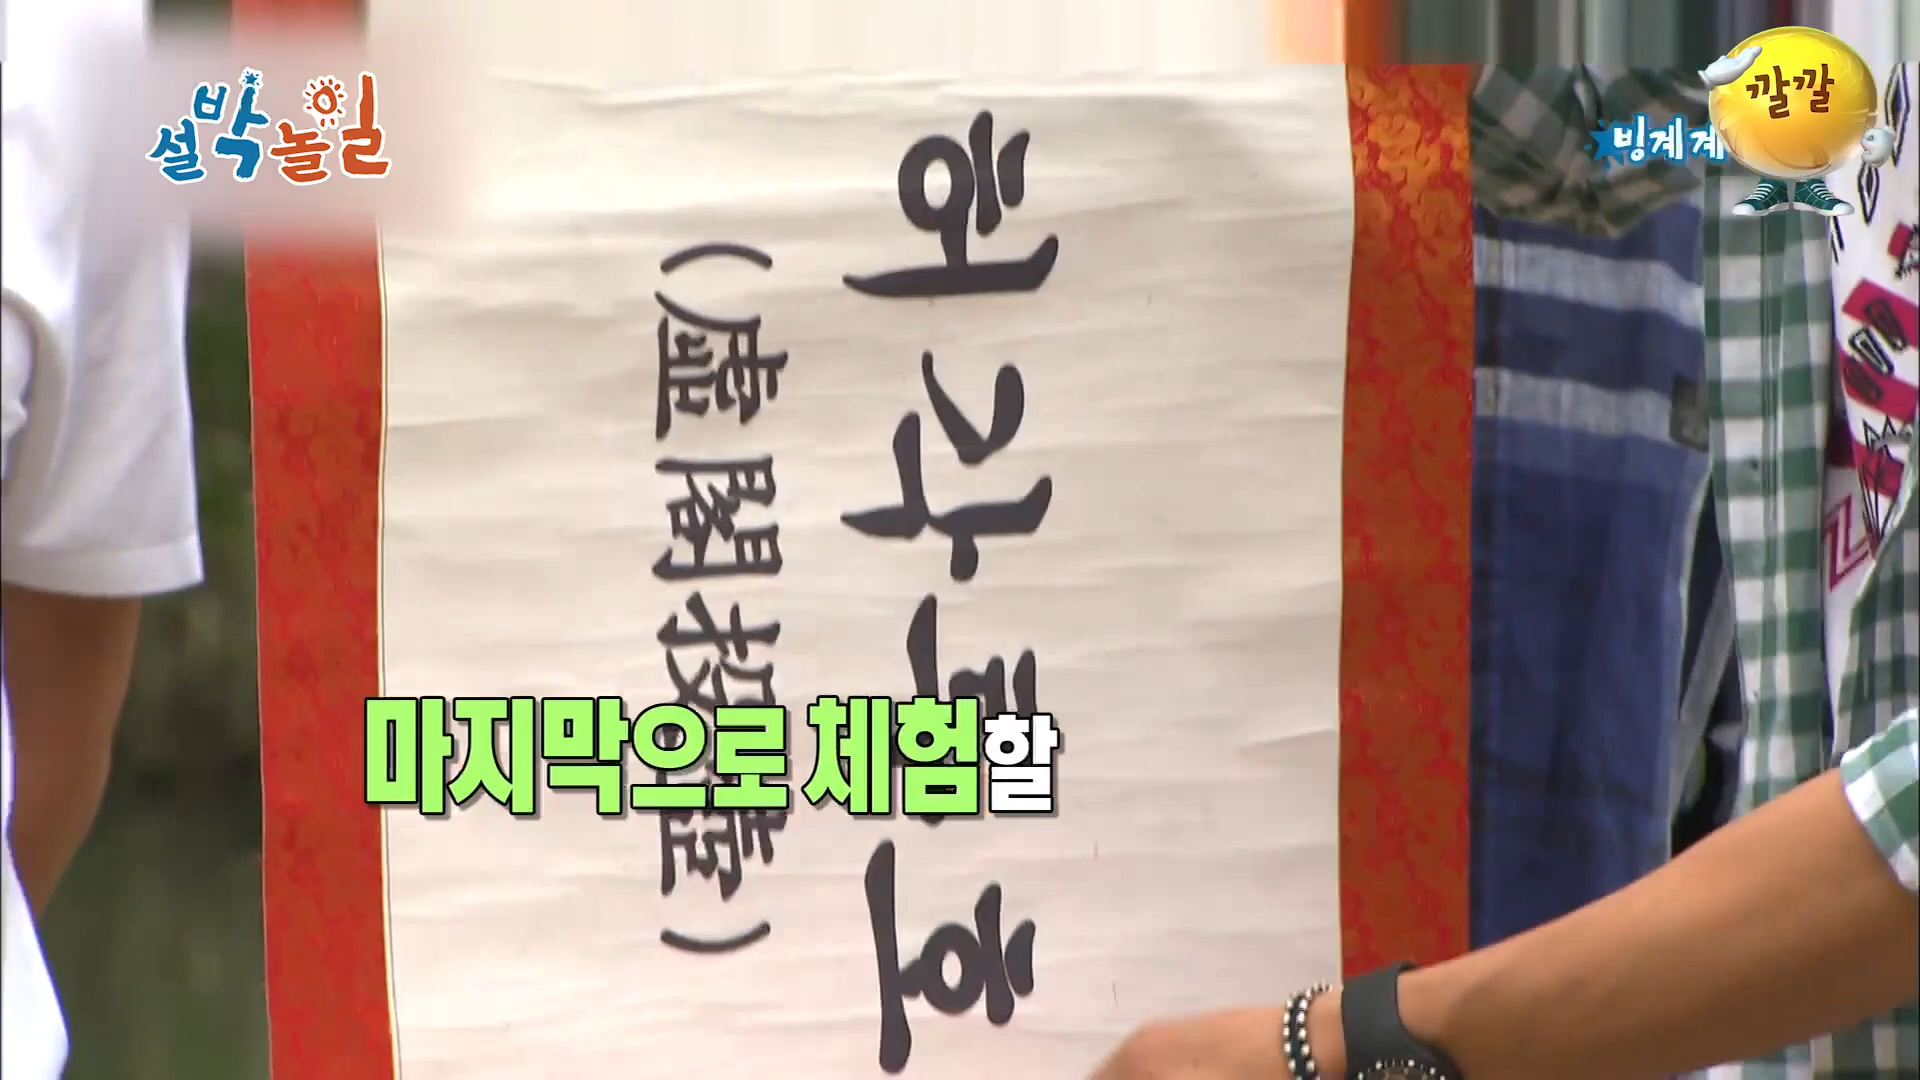 설박놀일
깔깔
빙계계
허각투호
(虛閣投壺)
마지막으로 체험할